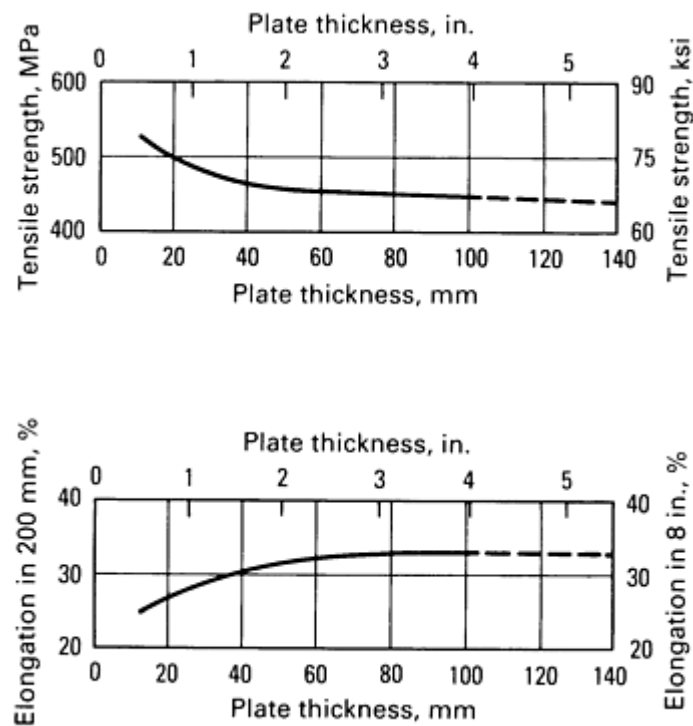 Plate thickness, in.
0 1 2 3 4 5
Tensile strength, MPa
600
500
400
90
75
60
Tensile strength, ksi
0 20 40 60 80 100 120 140
Plate thickness, mm
Plate thickness, in.
0 1 2 3 4 5
Elongation in 200 mm, %
40
30
20
40
30
20
Elongation in 8 in., %
0 20 40 60 80 100 120 140
Plate thickness, mm